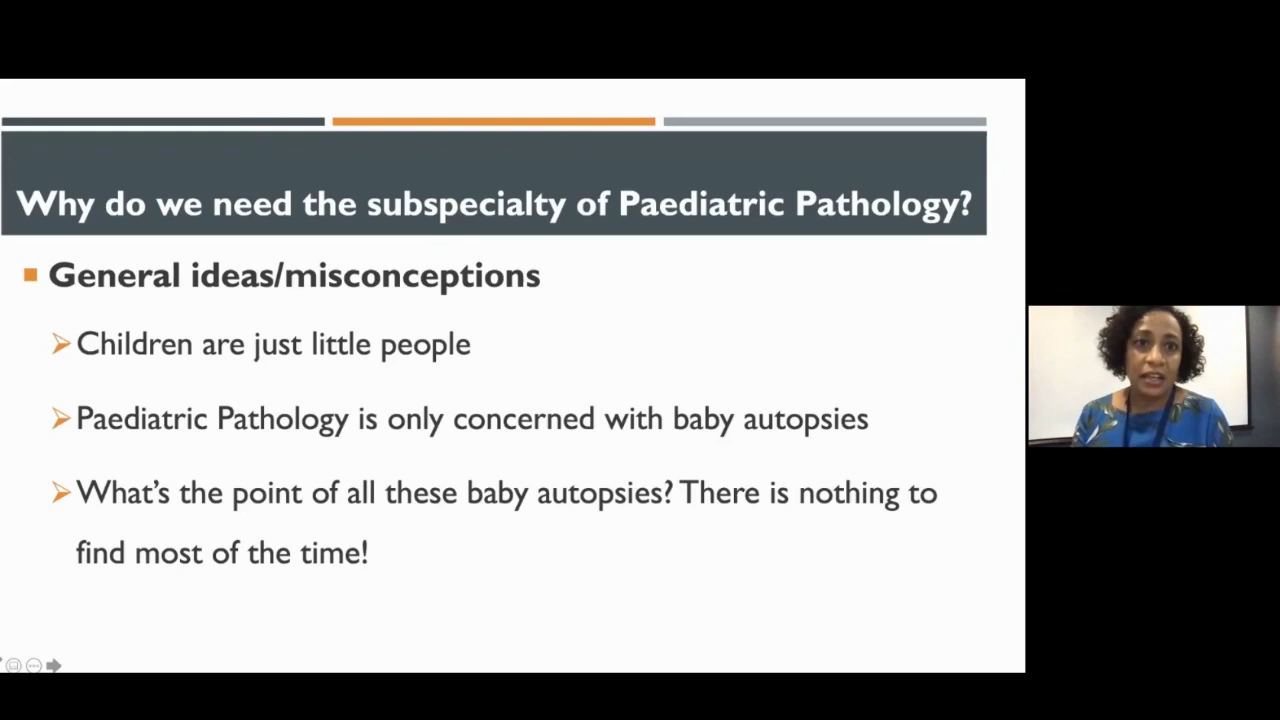 Why do we need the subspecialty of Paediatric Pathology?
General ideas/misconceptions
Children are just little people
Paediatric Pathology is only concerned with baby autopsies
What's the point of all these baby autopsies? There is nothing to
find most of the time!